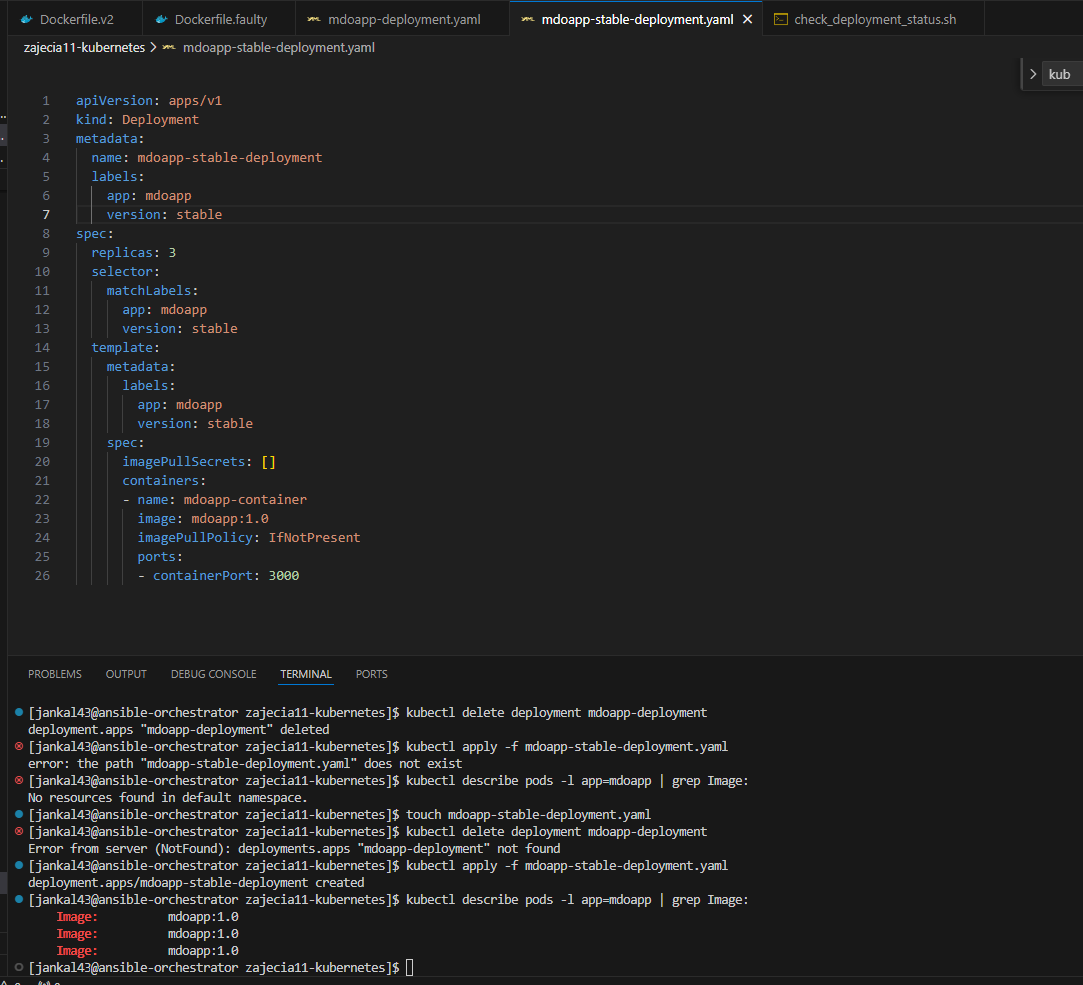 Dockerfile.v2 Dockerfile.faulty mdoapp-deployment.yaml mdoapp-stable-deployment.yaml check_deployment_status.sh
zajecia11-kubernetes > mdoapp-stable-deployment.yaml
kub
1 apiVersion: apps/v1
2 kind: Deployment
3 metadata:
4   name: mdoapp-stable-deployment
5   labels:
6     app: mdoapp
7     version: stable
8 spec:
9   replicas: 3
10   selector:
11     matchLabels:
12       app: mdoapp
13       version: stable
14   template:
15     metadata:
16       labels:
17         app: mdoapp
18         version: stable
19     spec:
20       imagePullSecrets: []
21       containers:
22       - name: mdoapp-container
23         image: mdoapp:1.0
24         imagePullPolicy: IfNotPresent
25         ports:
26         - containerPort: 3000
PROBLEMS OUTPUT DEBUG CONSOLE TERMINAL PORTS
[jankal43@ansible-orchestrator zajecia11-kubernetes]$ kubectl delete deployment mdoapp-deployment
deployment.apps "mdoapp-deployment" deleted
[jankal43@ansible-orchestrator zajecia11-kubernetes]$ kubectl apply -f mdoapp-stable-deployment.yaml
error: the path "mdoapp-stable-deployment.yaml" does not exist
[jankal43@ansible-orchestrator zajecia11-kubernetes]$ kubectl describe pods -l app=mdoapp | grep Image:
No resources found in default namespace.
[jankal43@ansible-orchestrator zajecia11-kubernetes]$ touch mdoapp-stable-deployment.yaml
[jankal43@ansible-orchestrator zajecia11-kubernetes]$ kubectl delete deployment mdoapp-deployment
Error from server (NotFound): deployments.apps "mdoapp-deployment" not found
[jankal43@ansible-orchestrator zajecia11-kubernetes]$ kubectl apply -f mdoapp-stable-deployment.yaml
deployment.apps/mdoapp-stable-deployment created
[jankal43@ansible-orchestrator zajecia11-kubernetes]$ kubectl describe pods -l app=mdoapp | grep Image:
Image: mdoapp:1.0
Image: mdoapp:1.0
Image: mdoapp:1.0
[jankal43@ansible-orchestrator zajecia11-kubernetes]$